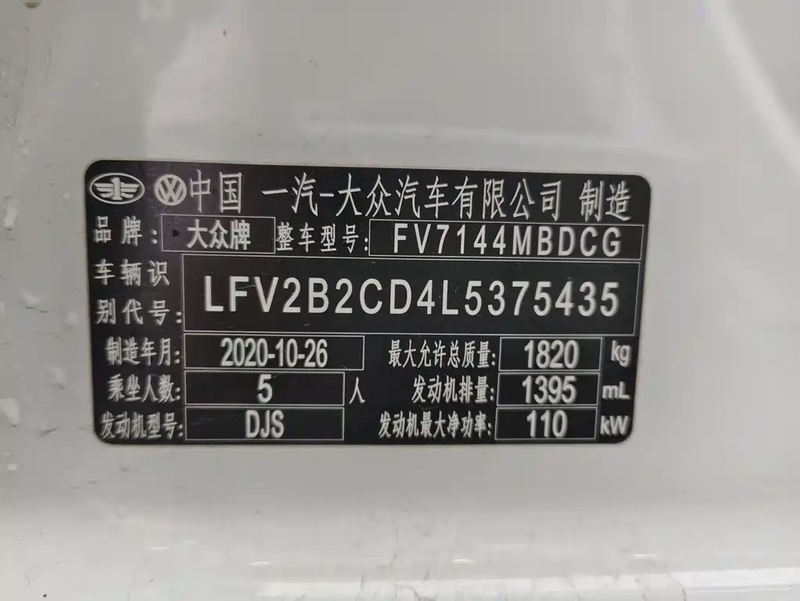 中国 一汽-大众汽车有限公司 制造
品牌: 大众牌 整车型号: FV7144MBDCG
车辆识别代号: LFV2B2CD4L5375435
制造年月: 2020-10-26 最大允许总质量: 1820 kg
乘坐人数: 5 人 发动机排量: 1395 mL
发动机型号: DJS 发动机最大净功率: 110 kW